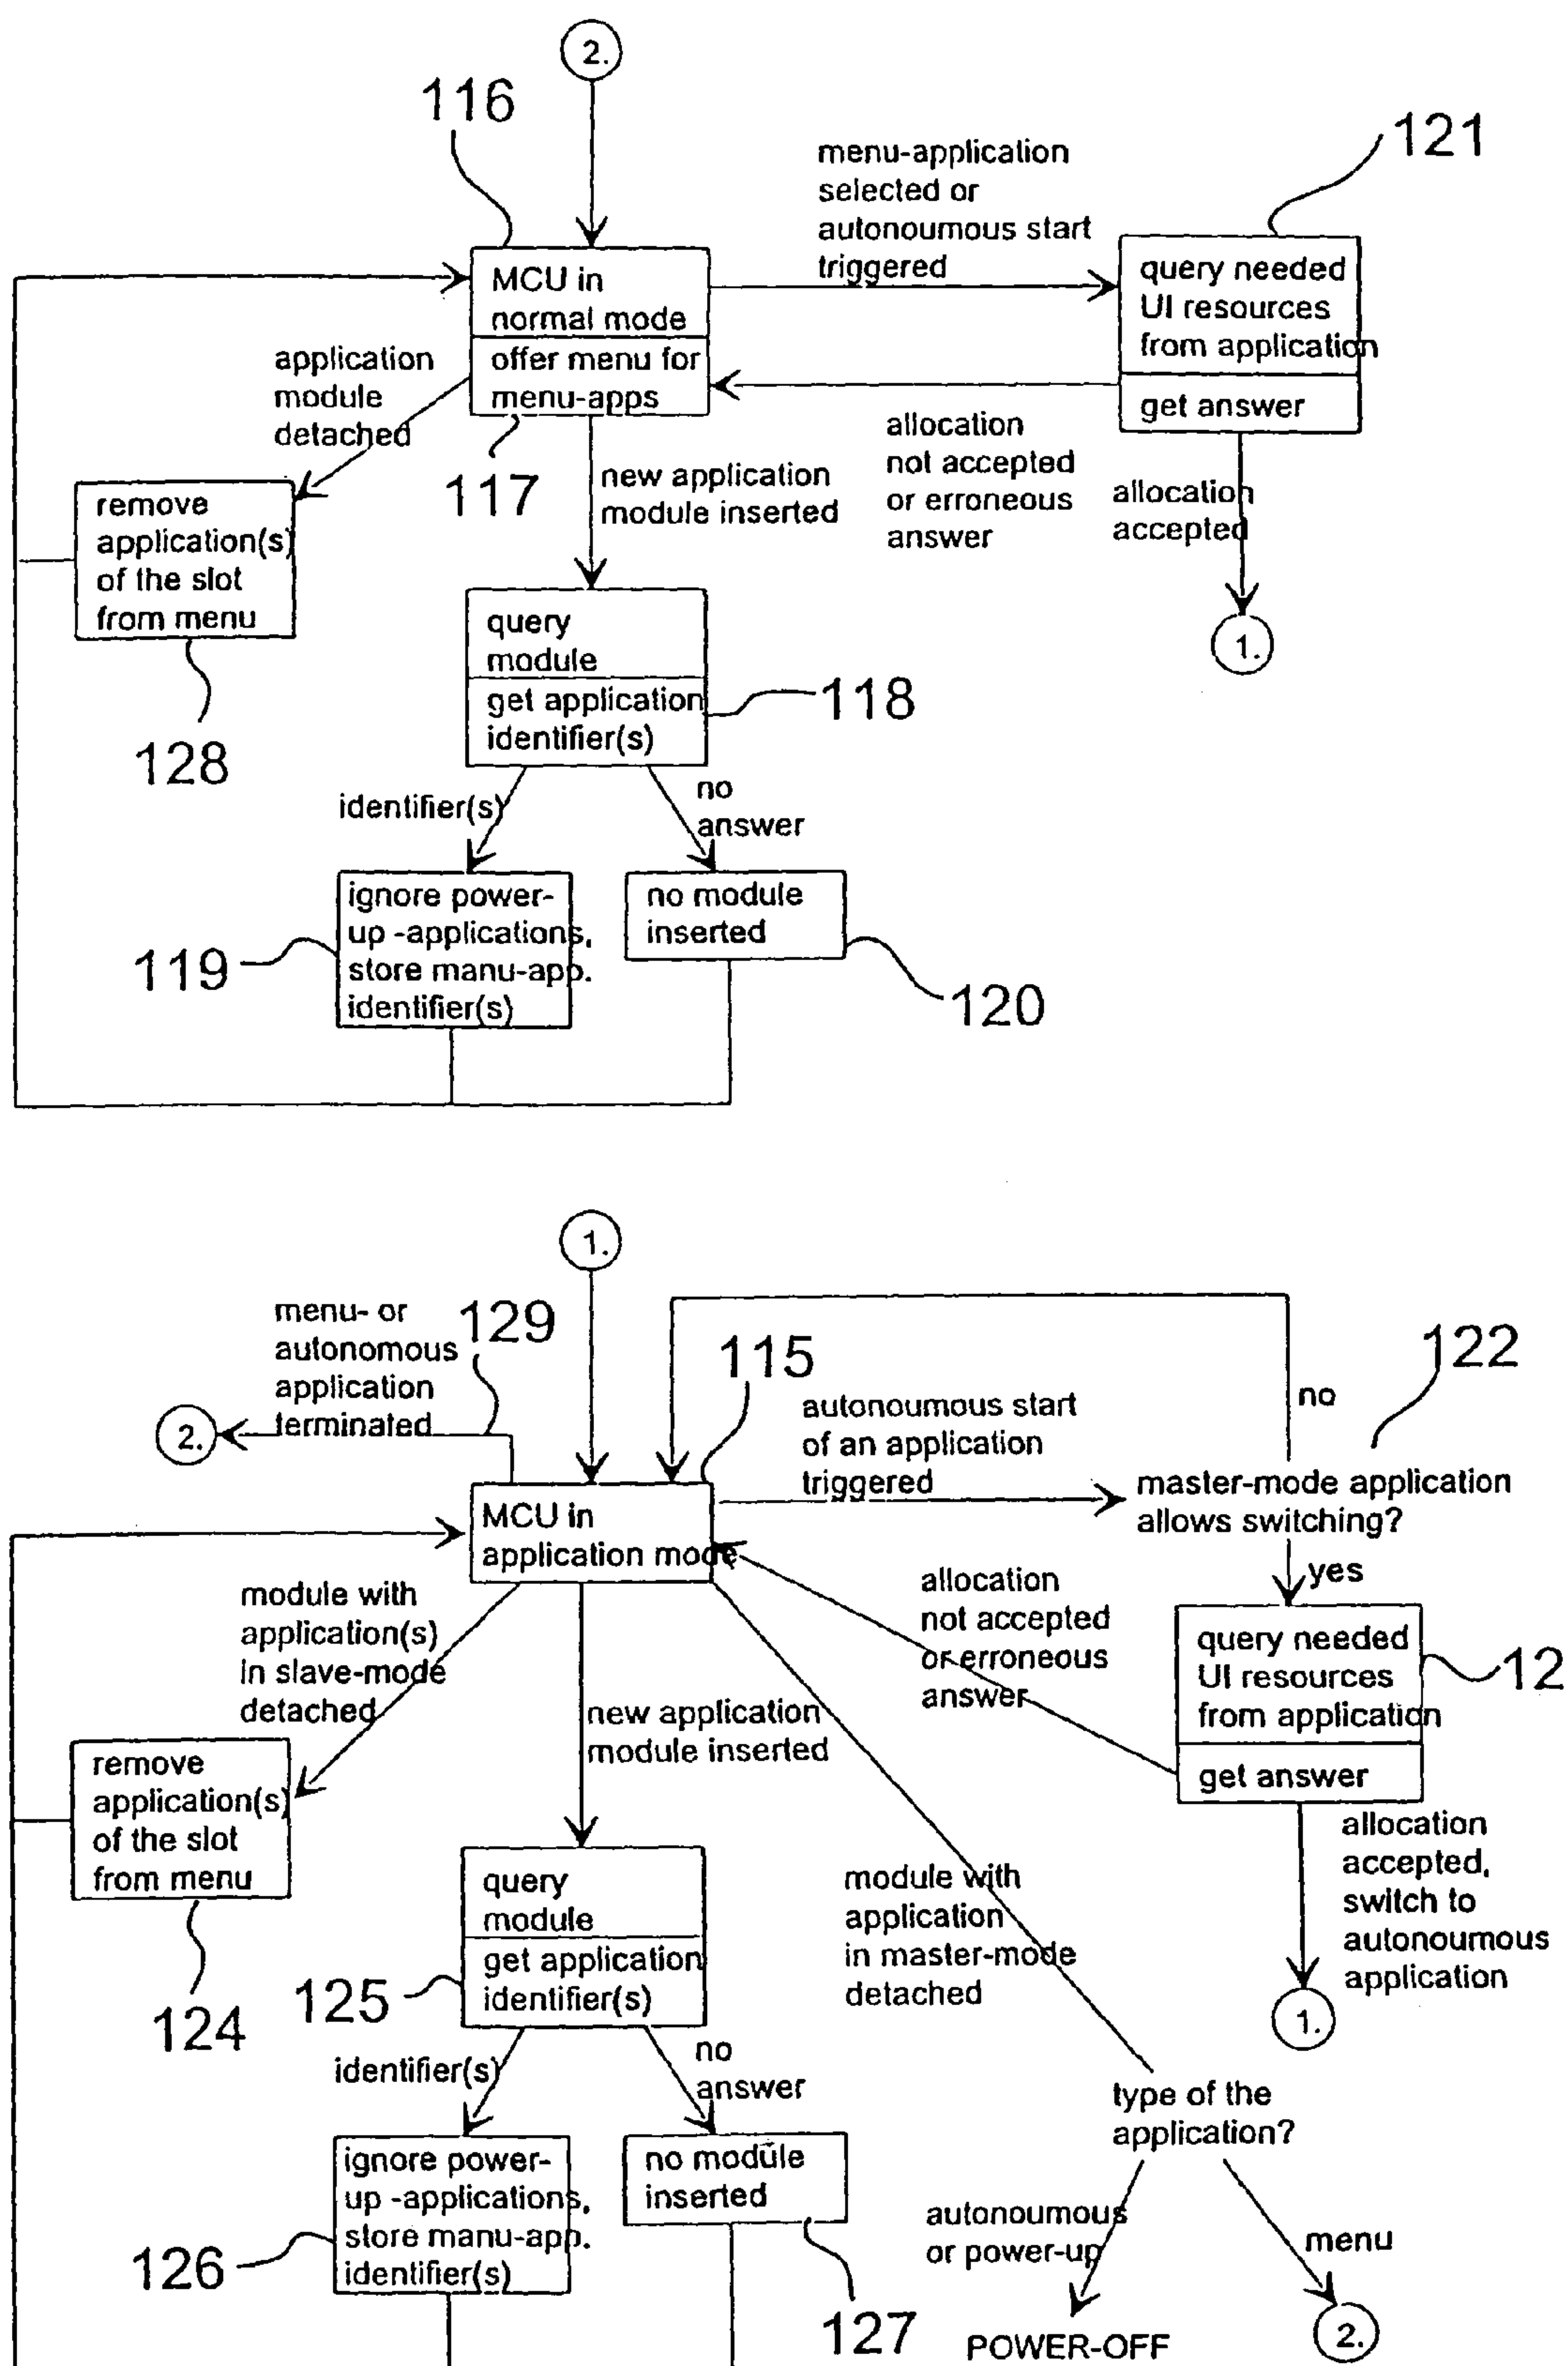 2.
116
121
menu-application
selected or
autonoumous start
triggered
MCU in
normal mode
offer menu for
menu-apps
query needed
UI resources
from application
get answer
application
module
detached
117
new application
module inserted
allocation
not accepted
or erroneous
answer
allocation
accepted
remove
application(s)
of the slot
from menu
1.
query
module
get application
identifier(s)
118
128
identifier(s)
no
answer
ignore power-
up -applications,
store manu-app.
identifier(s)
no module
inserted
119
120
1.
menu- or
autonomous
application
terminated
129
115
122
2.
autonoumous start
of an application
triggered
no
master-mode application
allows switching?
yes
MCU in
application mode
module with
application(s)
in slave-mode
detached
allocation
not accepted
or erroneous
answer
query needed
UI resources
from application
get answer
12
new application
module inserted
remove
application(s)
of the slot
from menu
allocation
accepted,
switch to
autonoumous
application
query
module
get application
identifier(s)
module with
application
in master-mode
detached
125
124
1.
identifier(s)
no
answer
type of the
application?
ignore power-
up -applications,
store manu-app.
identifier(s)
no module
inserted
autonoumous
or power-up
menu
126
127
POWER-OFF
2.